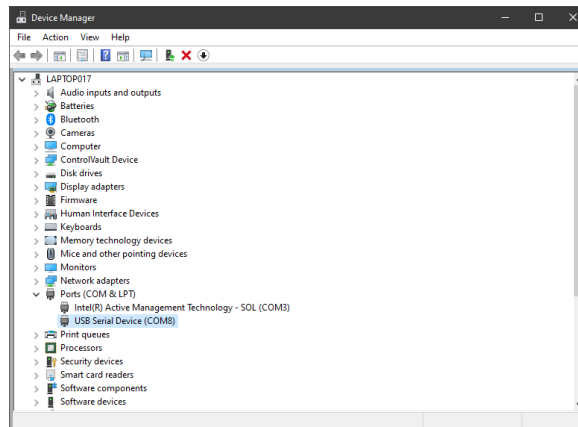 Device Manager
File Action View Help
LAPTOP017
Audio inputs and outputs
Batteries
Bluetooth
Cameras
Computer
ControlVault Device
Disk drives
Display adapters
Firmware
Human Interface Devices
Keyboards
Memory technology devices
Mice and other pointing devices
Monitors
Network adapters
Ports (COM & LPT)
Intel(R) Active Management Technology - SOL (COM3)
USB Serial Device (COM8)
Print queues
Processors
Security devices
Smart card readers
Software components
Software devices